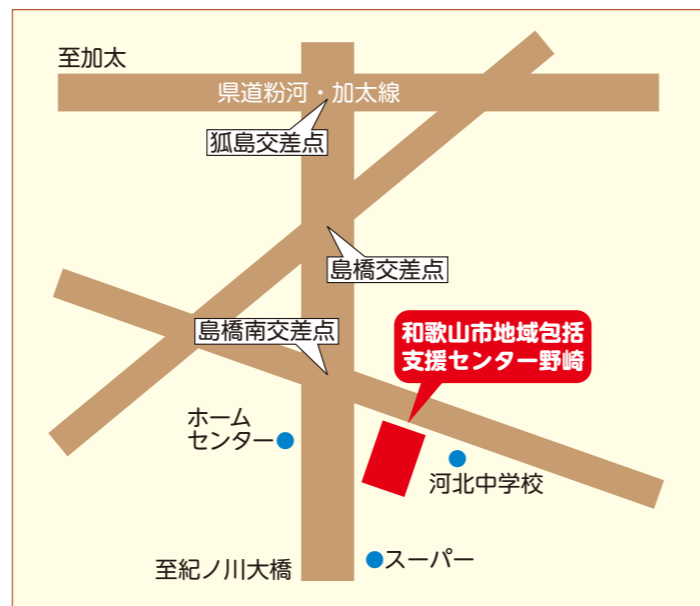 至加太
県道粉河・加太線
狐島交差点
島橋交差点
島橋南交差点
和歌山市地域包括
支援センター野崎
ホーム
センター
河北中学校
スーパー
至紀ノ川大橋